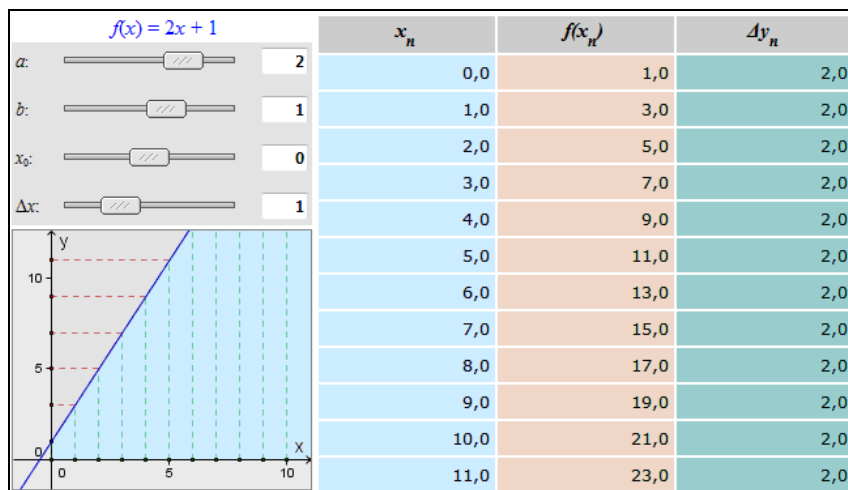 f(x) = 2x + 1
a: 2
b: 1
x₀: 0
Δx: 1
y
10
5
0
0 5 10
x
xₙ f(xₙ) Δyₙ
0,0 1,0 2,0
1,0 3,0 2,0
2,0 5,0 2,0
3,0 7,0 2,0
4,0 9,0 2,0
5,0 11,0 2,0
6,0 13,0 2,0
7,0 15,0 2,0
8,0 17,0 2,0
9,0 19,0 2,0
10,0 21,0 2,0
11,0 23,0 2,0